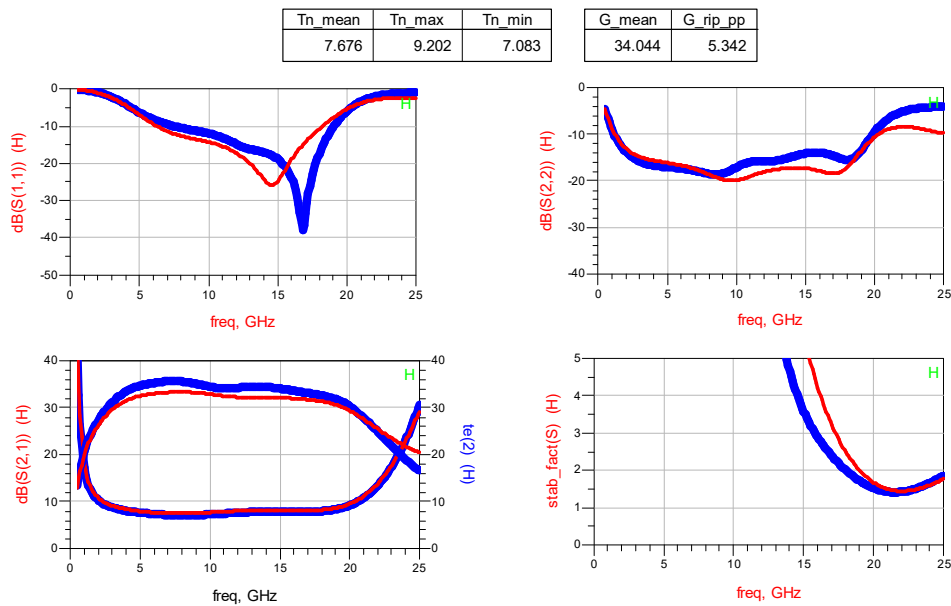 Tn_mean Tn_max Tn_min
7.676 9.202 7.083
G_mean G_rip_pp
34.044 5.342
dB(S(1,1)) (H)
0
-10
-20
-30
-40
-50
H
0 5 10 15 20 25
freq, GHz
dB(S(2,2)) (H)
0
-10
-20
-30
-40
H
0 5 10 15 20 25
freq, GHz
dB(S(2,1)) (H)
40
30
20
10
0
H
40
30
20
10
0
te(2) (H)
0 5 10 15 20 25
freq, GHz
stab_fact(S) (H)
5
4
3
2
1
0
H
0 5 10 15 20 25
freq, GHz